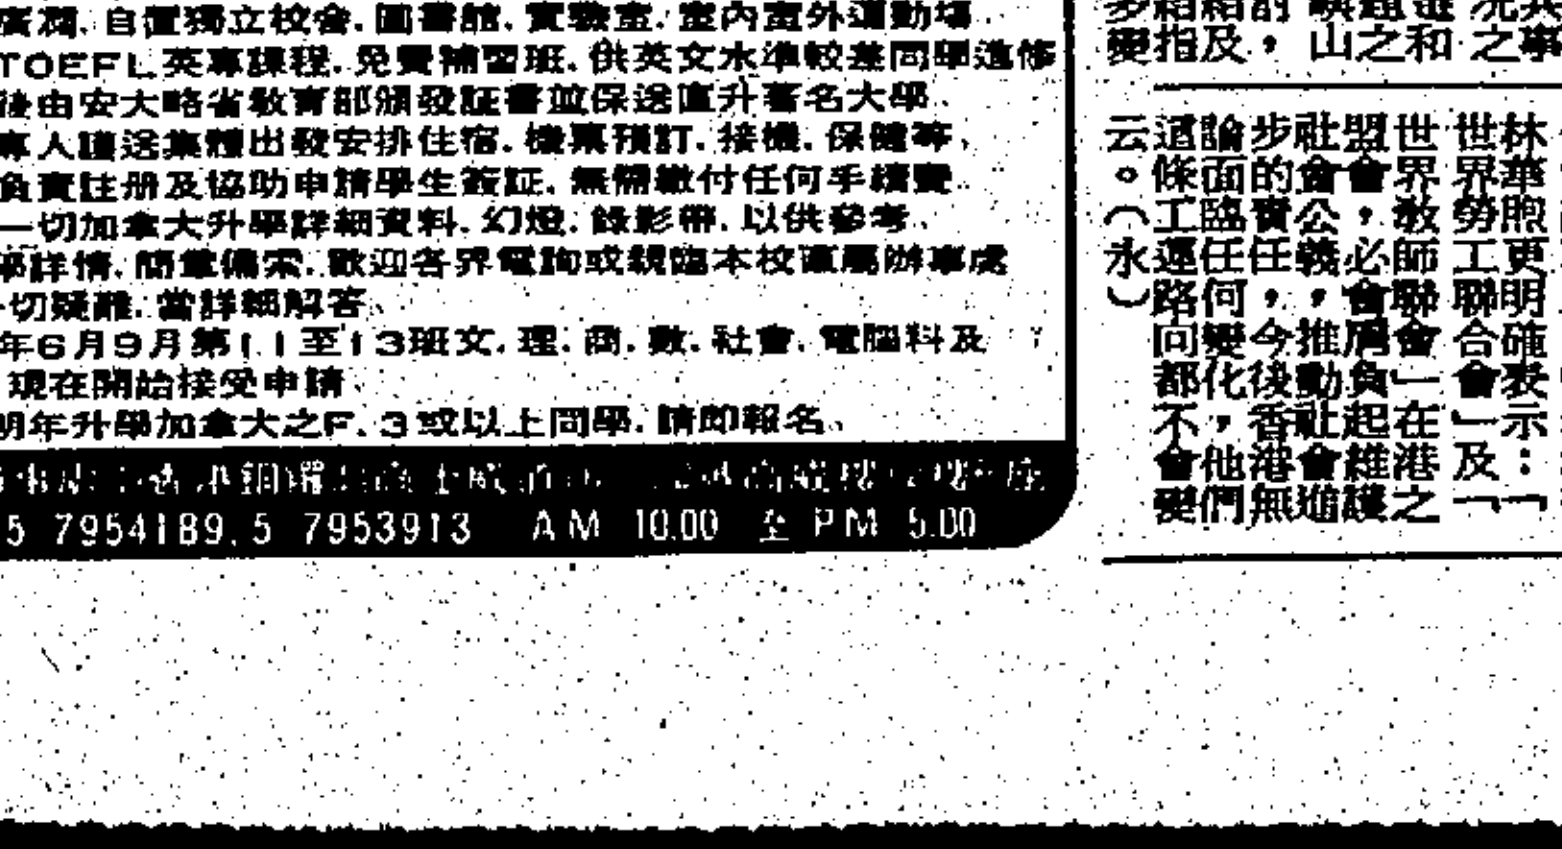 廣濶、自置獨立校舍、圖書館、實驗室、室內室外運動場
TOEFL英專課程、免費補習班、供英文水準較差同學進修
後由安大略省教育部頒發証書並保送直升著名大學
專人護送集體出發安排住宿、機票預訂、接機、保健等、
負責註册及協助申請學生簽証、無需繳付任何手續費
一切加拿大升學詳細資料、幻燈、錄影帶、以供參考、
學詳情、簡章備索、歡迎各界電詢或親臨本校直屬辦事處
切疑難、當詳細解答、
年6月9月第11至13班文、理、商、數、社會、電腦科及
現在開始接受申請、
明年升學加拿大之F.3或以上同學、請即報名、
5 7954189, 5 7953913 AM 10.00 至 PM 5.00
林華煦更明確表示：「
世界勞工聯合會」及「
世界教師聯會」在港之
盟會，必會肩負起維護
社會公義，推動社會進
步的實任，今後香港無
論面臨任何變化，他們
這條工運路向都不會變
云。（永）